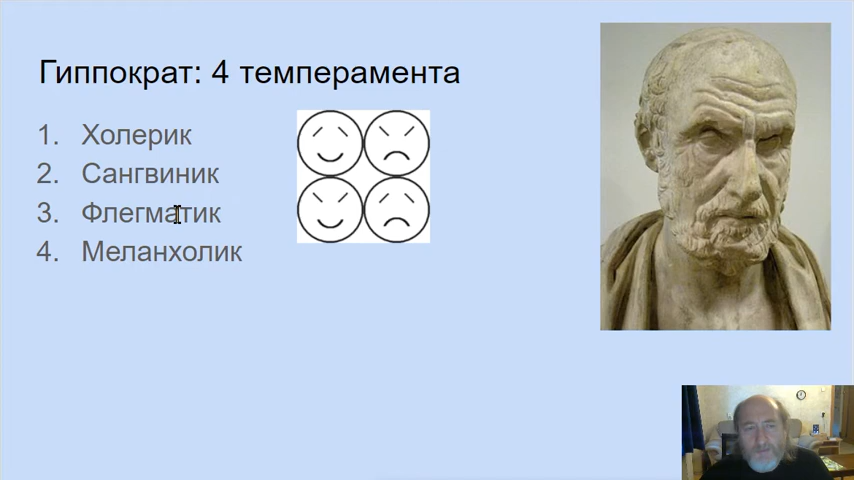 Гиппократ: 4 темперамента
1. Холерик
2. Сангвиник
3. Флегматик
4. Меланхолик